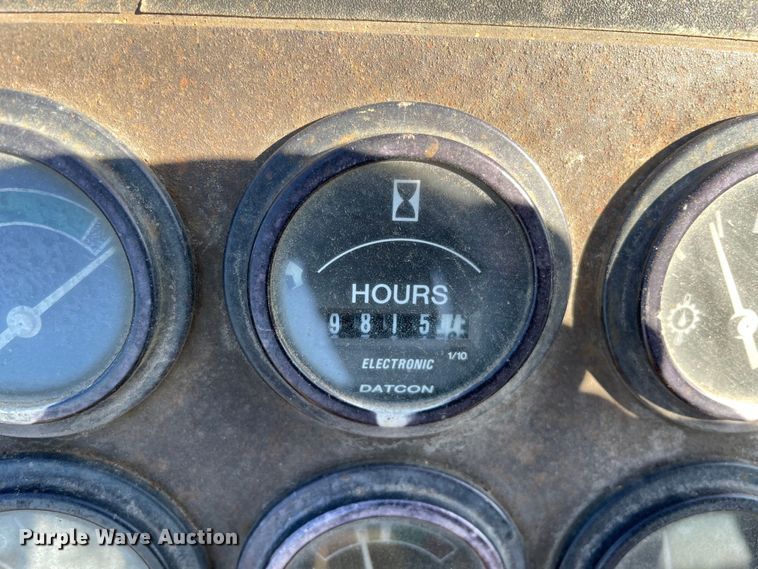 HOURS
9815
1/10
ELECTRONIC
DATCON
Purple Wave Auction®